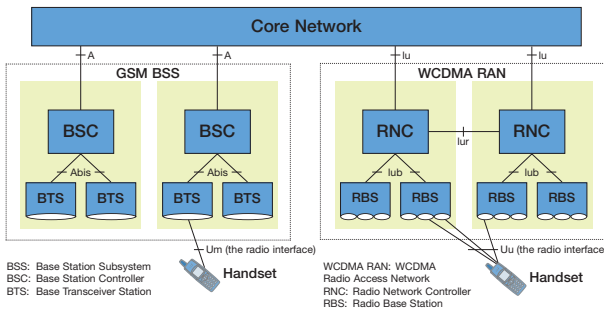 Core Network
A A Iu Iu
GSM BSS WCDMA RAN
BSC BSC RNC RNC
Iur
Abis Abis Iub Iub
BTS BTS BTS BTS RBS RBS RBS RBS
Um (the radio interface) Uu (the radio interface)
BSS: Base Station Subsystem
BSC: Base Station Controller
BTS: Base Transceiver Station
Handset
WCDMA RAN: WCDMA
Radio Access Network
RNC: Radio Network Controller
RBS: Radio Base Station
Handset